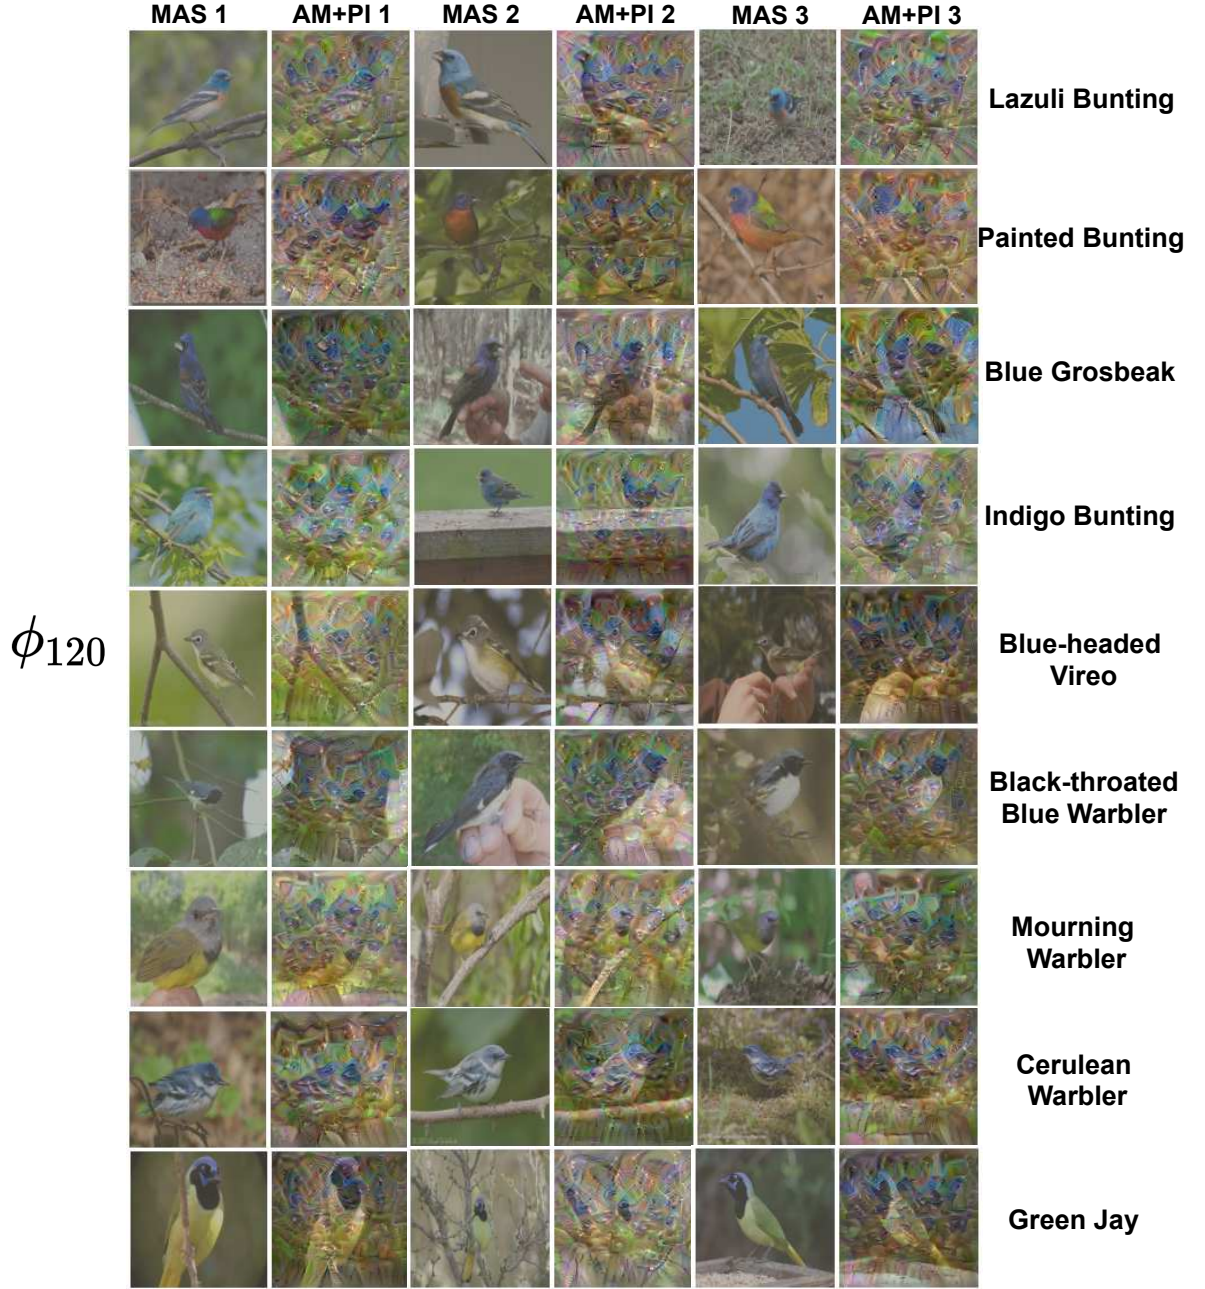 MAS 1 AM+PI 1 MAS 2 AM+PI 2 MAS 3 AM+PI 3
Lazuli Bunting
Painted Bunting
Blue Grosbeak
Indigo Bunting
ϕ120
Blue-headed
Vireo
Black-throated
Blue Warbler
Mourning
Warbler
Cerulean
Warbler
Green Jay